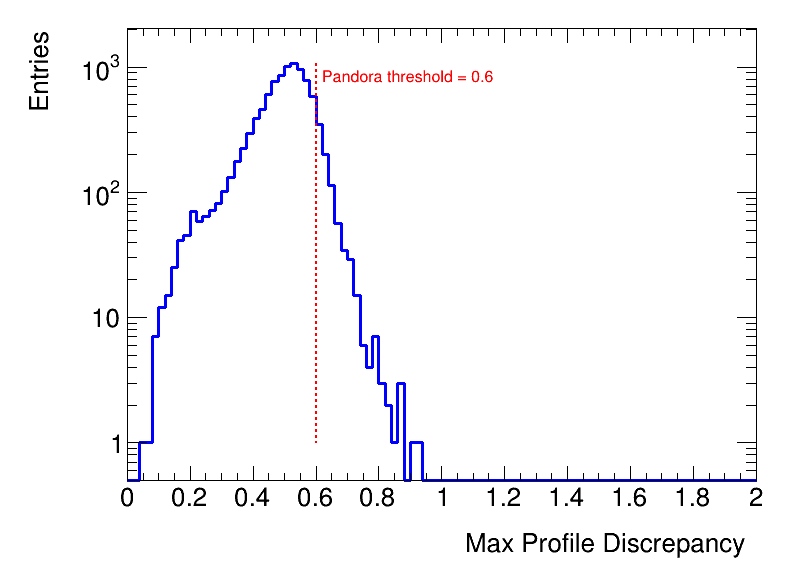 Entries
10³
10²
10
1
Pandora threshold = 0.6
0 0.2 0.4 0.6 0.8 1 1.2 1.4 1.6 1.8 2
Max Profile Discrepancy